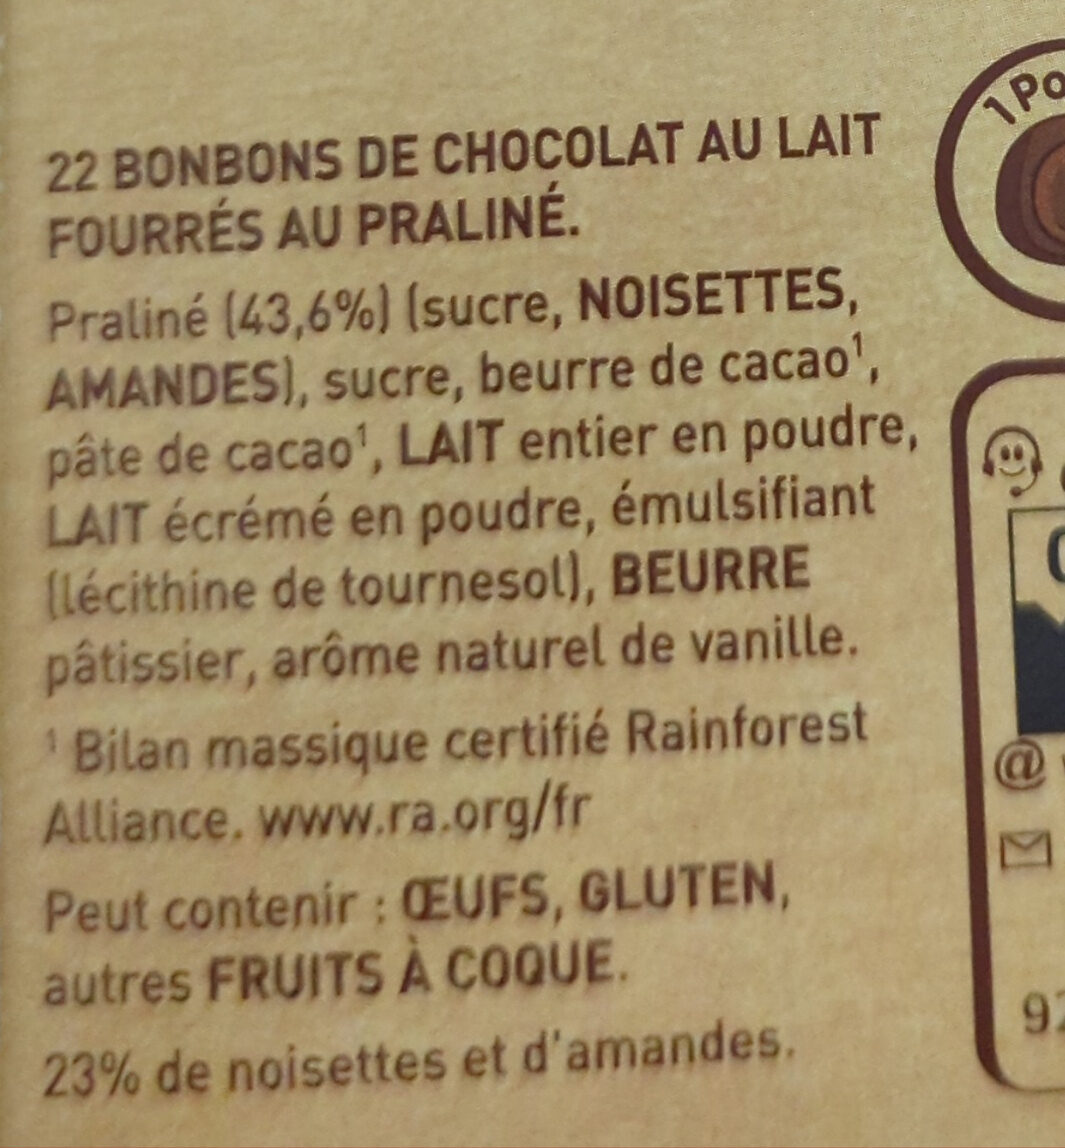 22 BONBONS DE CHOCOLAT AU LAIT
FOURRÉS AU PRALINÉ.
Praliné (43,6%) (sucre, NOISETTES,
AMANDES), sucre, beurre de cacao¹,
pâte de cacao¹, LAIT entier en poudre,
LAIT écrémé en poudre, émulsifiant
(lécithine de tournesol), BEURRE
pâtissier, arôme naturel de vanille.
¹ Bilan massique certifié Rainforest
Alliance. www.ra.org/fr
Peut contenir : ŒUFS, GLUTEN,
autres FRUITS À COQUE.
23% de noisettes et d'amandes.
1 Po
@
92